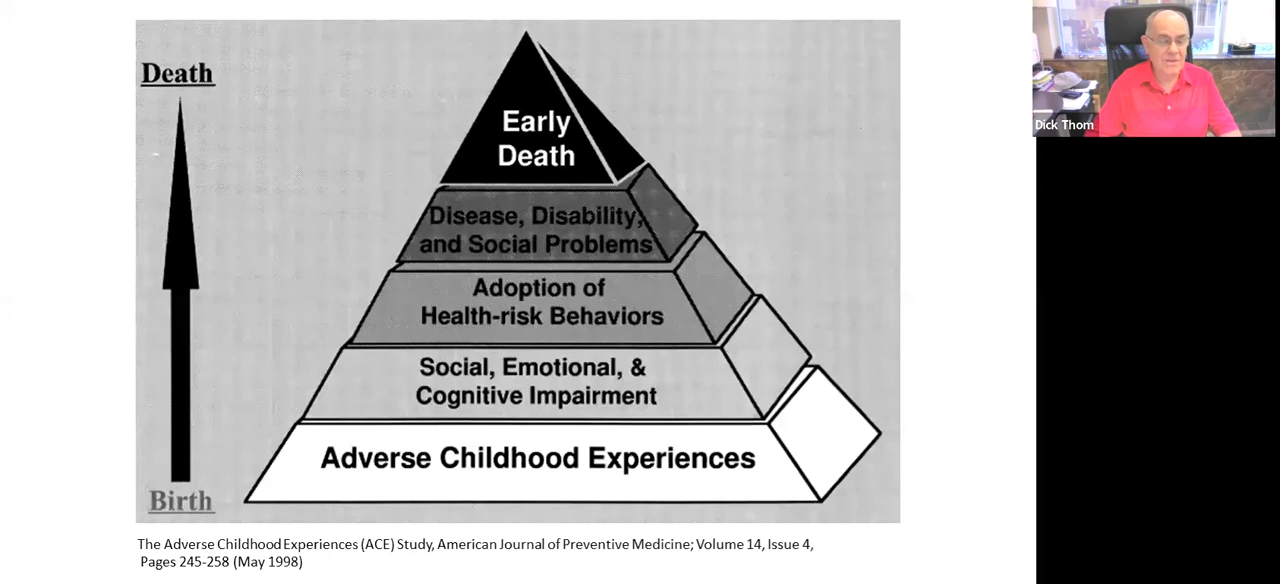 Death
Early
Death
Disease, Disability,
and Social Problems
Adoption of
Health-risk Behaviors
Social, Emotional, &
Cognitive Impairment
Adverse Childhood Experiences
Birth
The Adverse Childhood Experiences (ACE) Study, American Journal of Preventive Medicine; Volume 14, Issue 4,
Pages 245-258 (May 1998)
Dick Thom